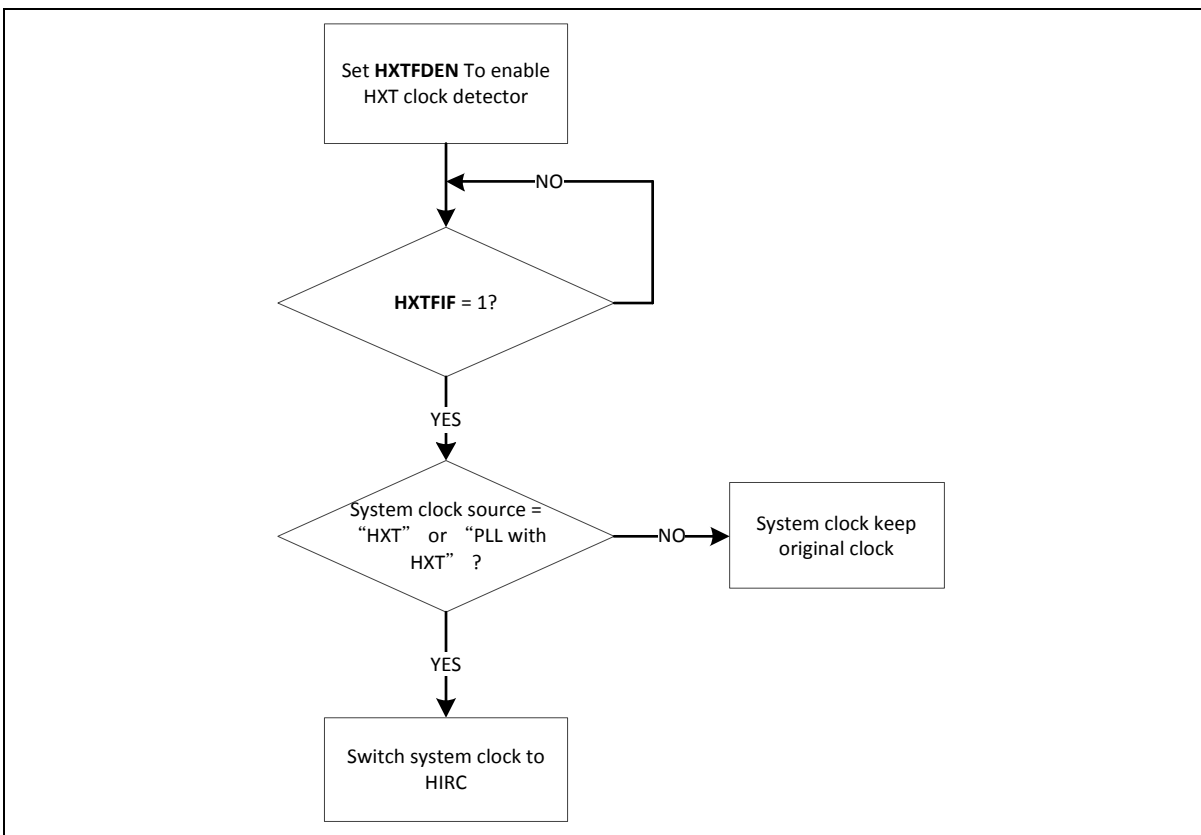 Set HXTFDEN To enable
HXT clock detector
NO
HXTFIF = 1?
YES
System clock source =
“HXT” or “PLL with
HXT” ?
NO
System clock keep
original clock
YES
Switch system clock to
HIRC